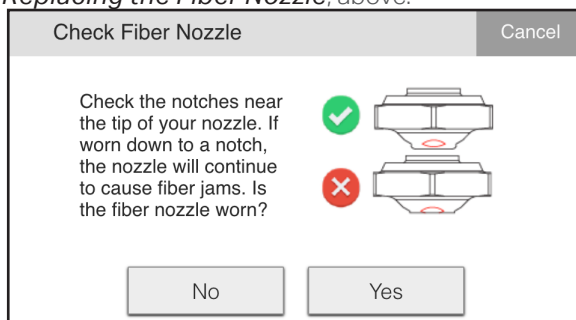 Replacing the Fiber Nozzle, above.
Check Fiber Nozzle
Cancel
Check the notches near
the tip of your nozzle. If
worn down to a notch,
the nozzle will continue
to cause fiber jams. Is
the fiber nozzle worn?
No
Yes